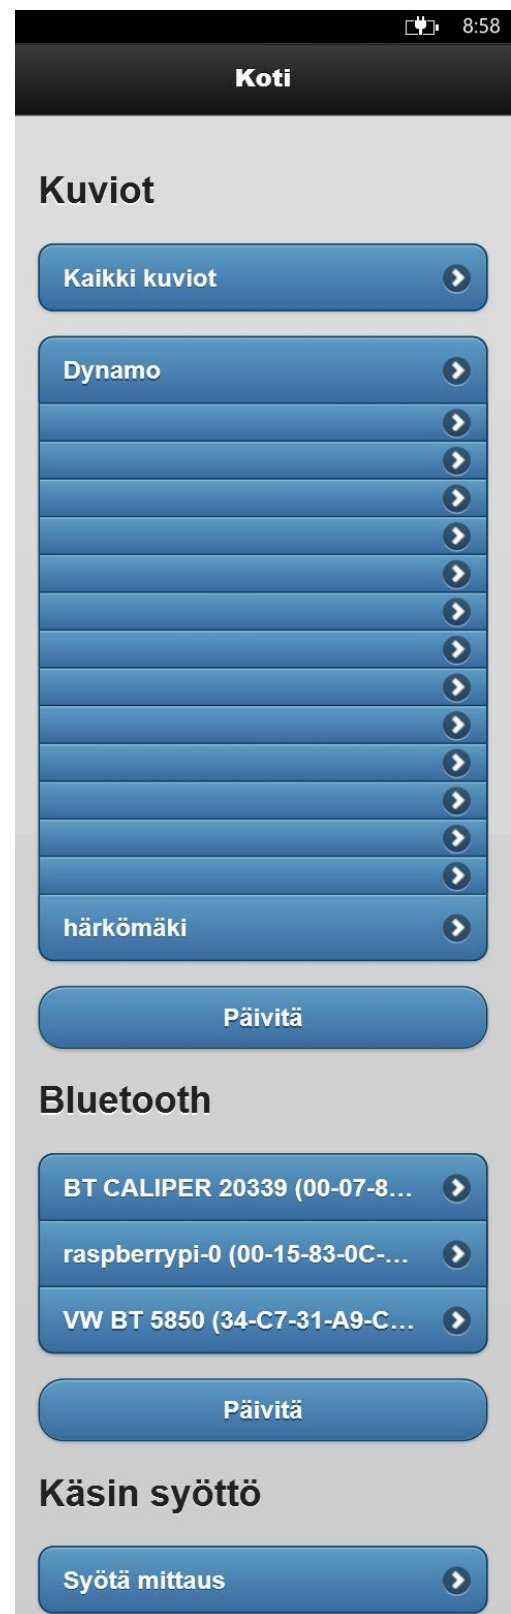 8:58
Koti
Kuviot
Kaikki kuviot
Dynamo
härkömäki
Päivitä
Bluetooth
BT CALIPER 20339 (00-07-8...
raspberrypi-0 (00-15-83-0C-...
VW BT 5850 (34-C7-31-A9-C...
Päivitä
Käsin syöttö
Syötä mittaus